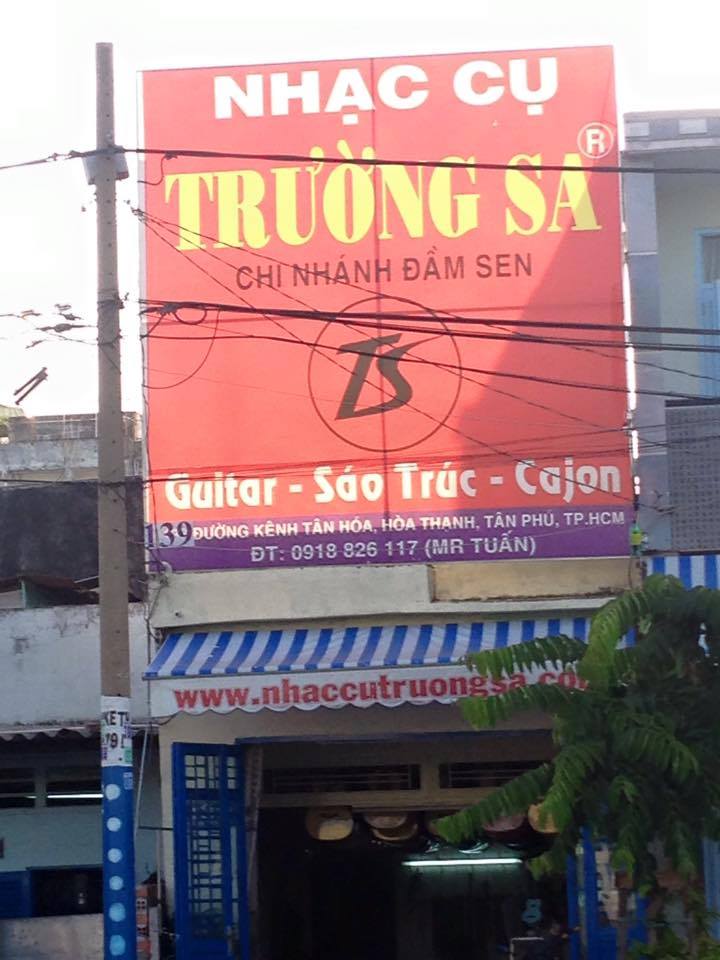 NHẠC CỤ
TRƯỜNG SA ®
CHI NHÁNH ĐẦM SEN
TS
Guitar - Sáo Trúc - Cajon
139 ĐƯỜNG KÊNH TÂN HÓA, HÒA THẠNH, TÂN PHÚ, TP.HCM
ĐT: 0918 826 117 (MR TUẤN)
www.nhaccutruongsa.co